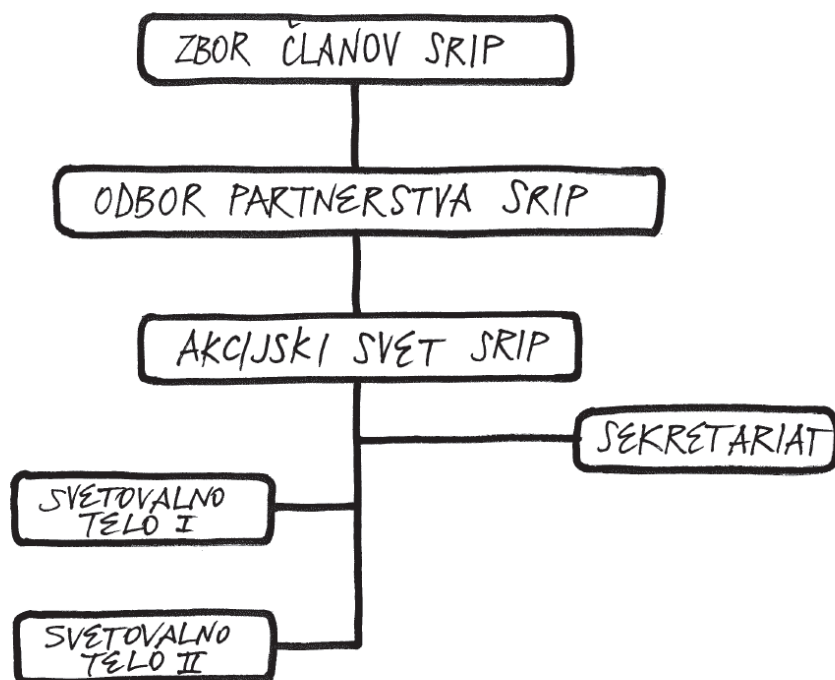 ZBOR ČLANOV SRIP
ODBOR PARTNERSTVA SRIP
AKCIJSKI SVET SRIP
SEKRETARIAT
SVETOVALNO
TELO I
SVETOVALNO
TELO II